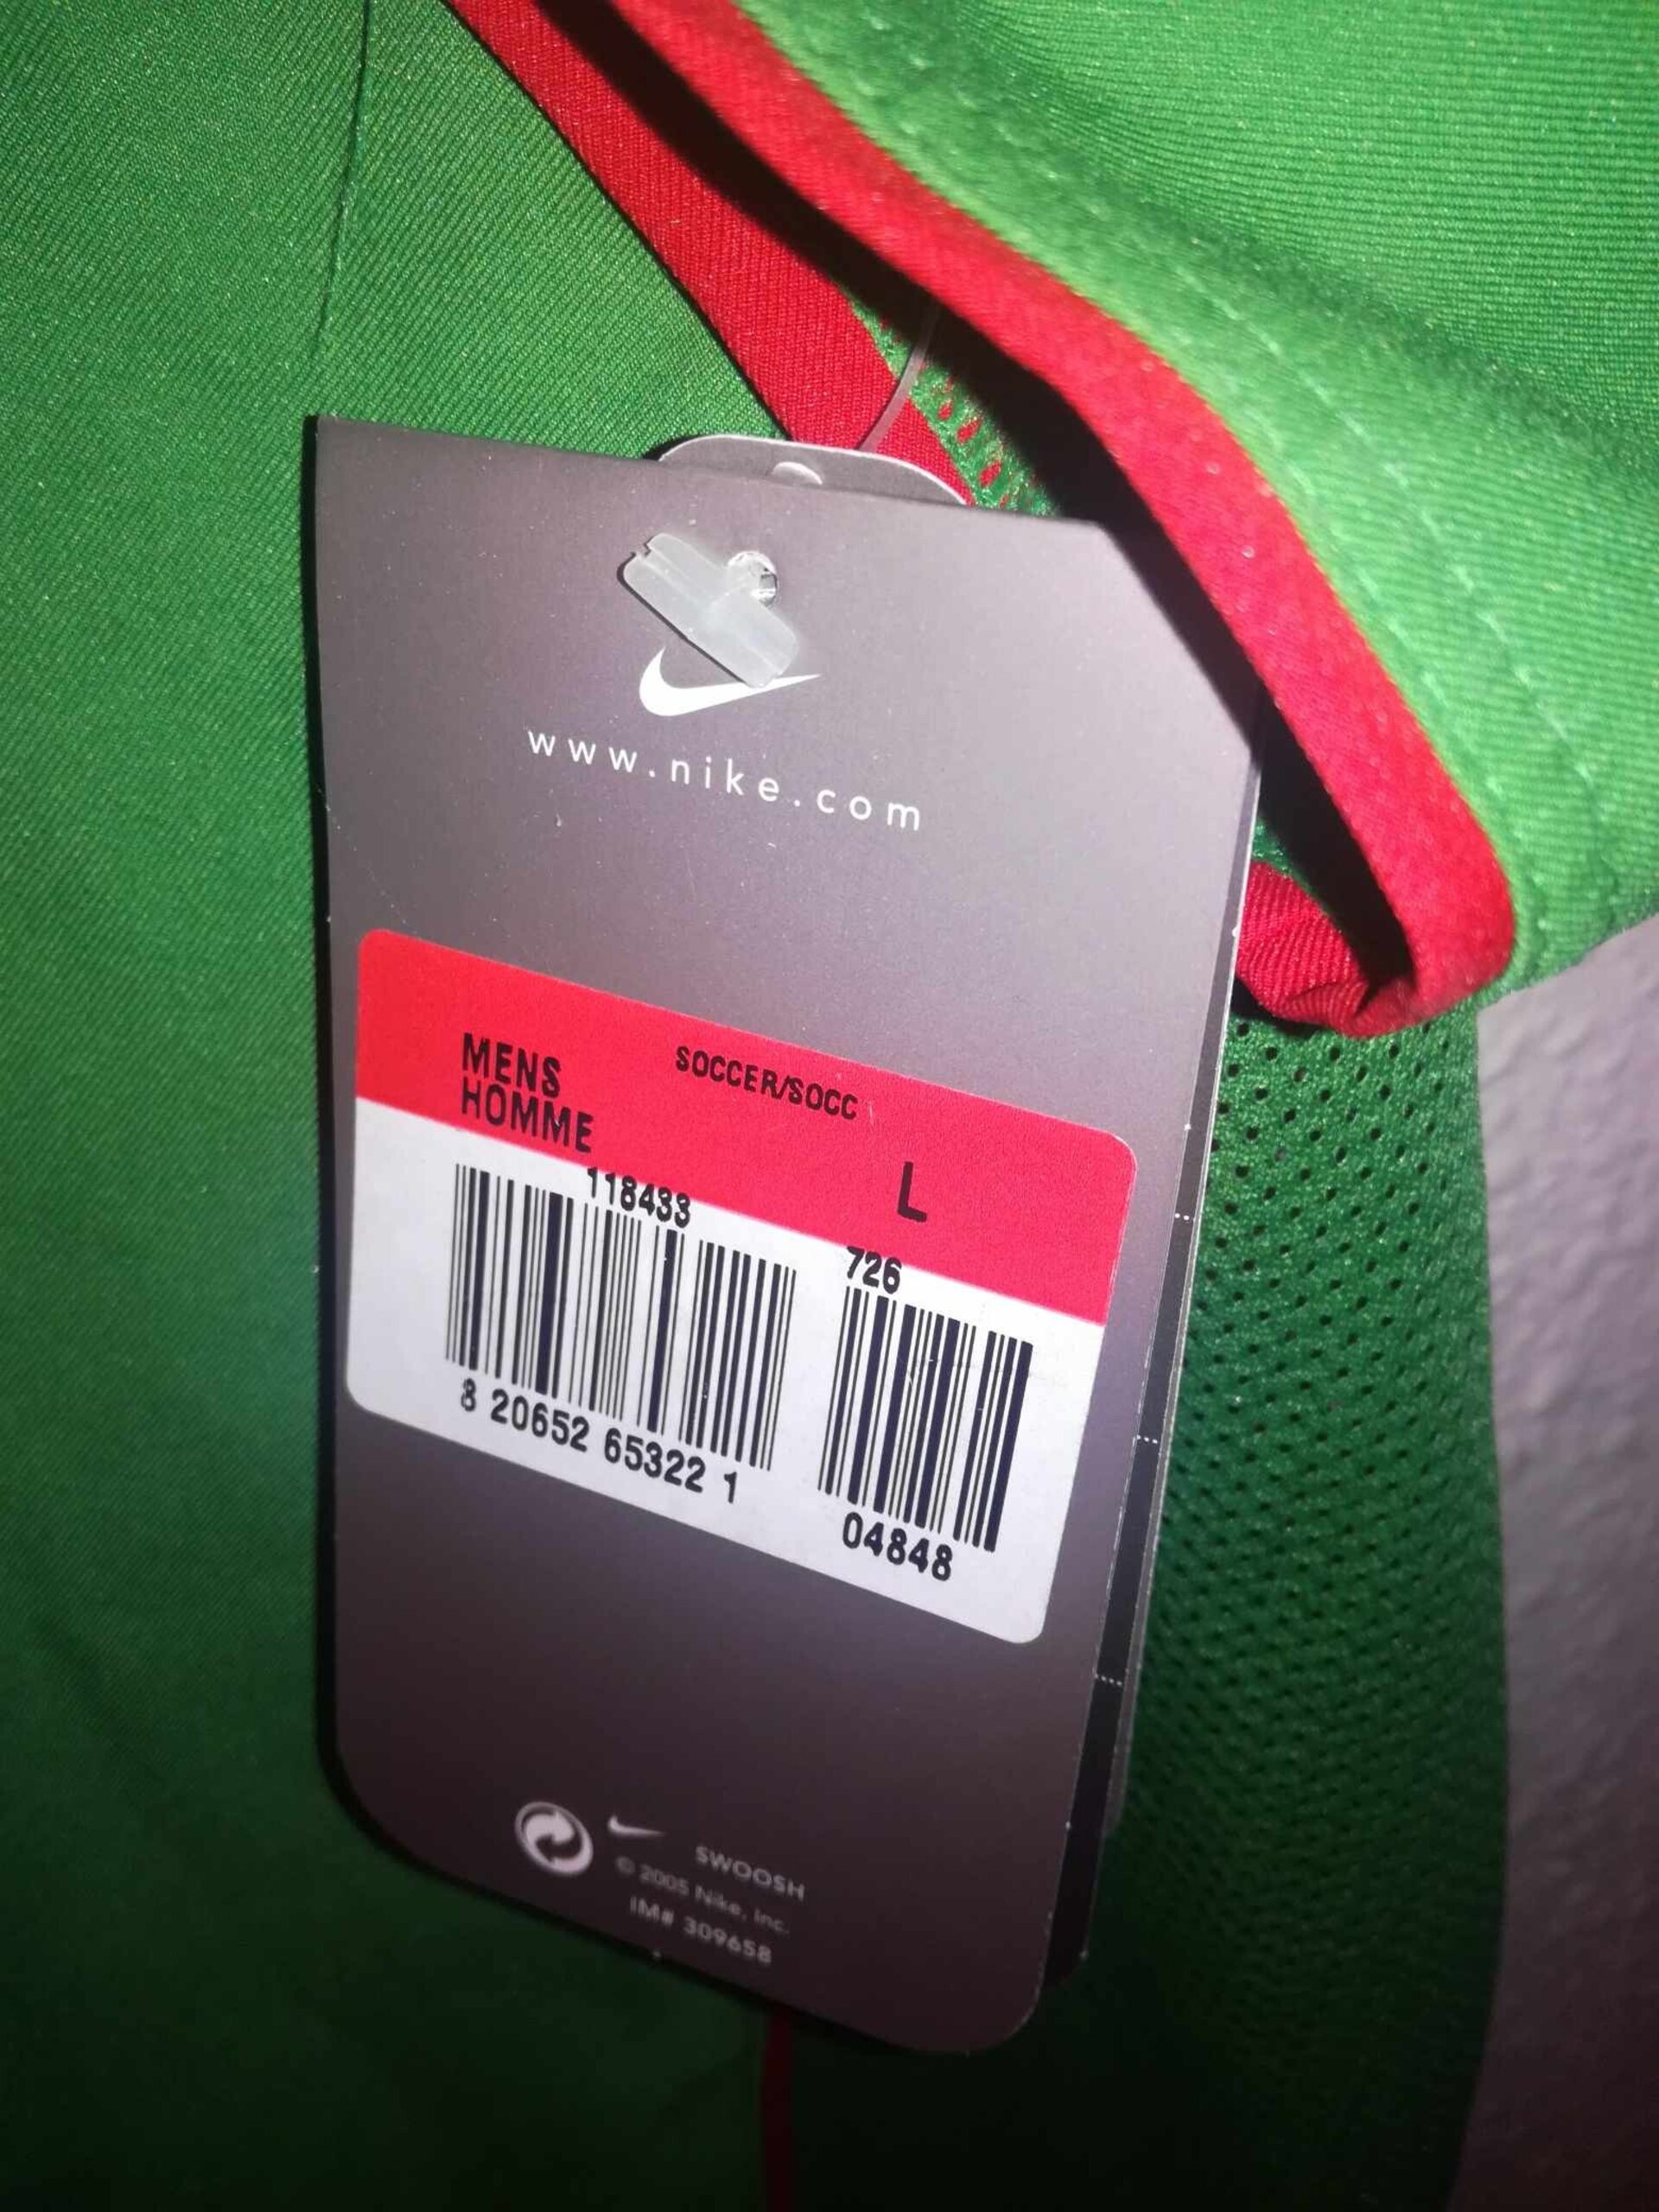 www.nike.com
MENS SOCCER/SOCC
HOMME
118433 L
726
8 20652 65322 1
04848
SWOOSH
© 2005 Nike, Inc.
IM# 309658